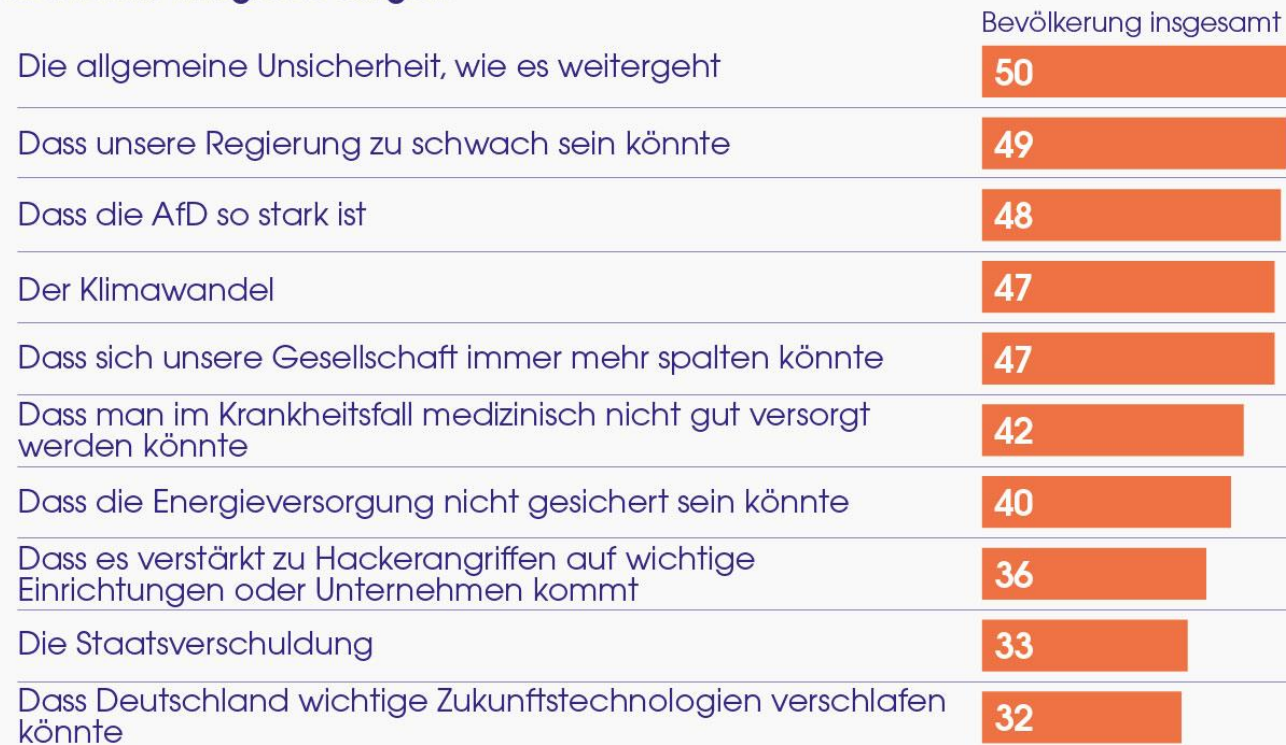 Bevölkerung insgesamt
Die allgemeine Unsicherheit, wie es weitergeht
50
Dass unsere Regierung zu schwach sein könnte
49
Dass die AfD so stark ist
48
Der Klimawandel
47
Dass sich unsere Gesellschaft immer mehr spalten könnte
47
Dass man im Krankheitsfall medizinisch nicht gut versorgt
werden könnte
42
Dass die Energieversorgung nicht gesichert sein könnte
40
Dass es verstärkt zu Hackerangriffen auf wichtige
Einrichtungen oder Unternehmen kommt
36
Die Staatsverschuldung
33
Dass Deutschland wichtige Zukunftstechnologien verschlafen
könnte
32